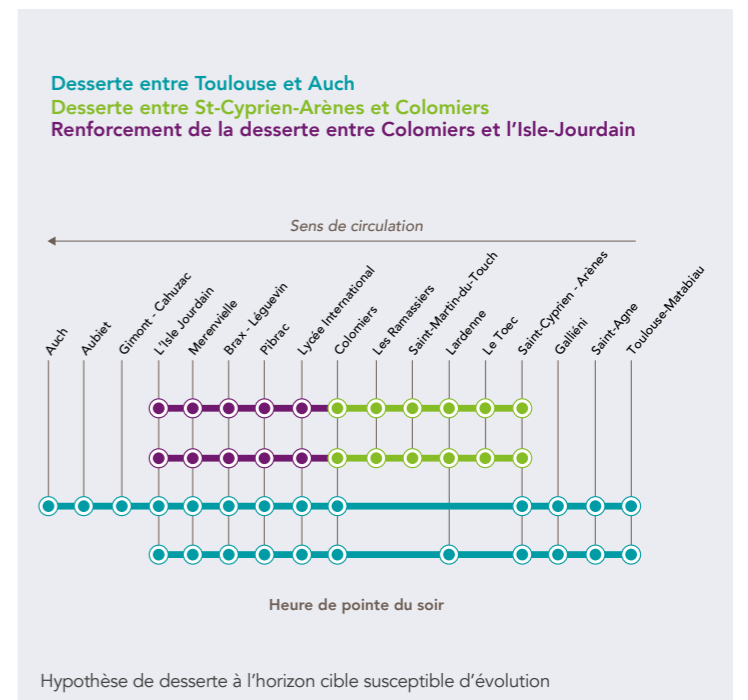 Desserte entre Toulouse et Auch
Desserte entre St-Cyprien-Arènes et Colomiers
Renforcement de la desserte entre Colomiers et l'Isle-Jourdain
Sens de circulation
Auch
Aubiet
Gimont - Cahuzac
L'Isle Jourdain
Merenvielle
Brax - Léguevin
Pibrac
Lycée International
Colomiers
Les Ramassiers
Saint-Martin-du-Touch
Lardenne
Le Toec
Saint-Cyprien - Arènes
Galliéni
Saint-Agne
Toulouse-Matabiau
Heure de pointe du soir
Hypothèse de desserte à l'horizon cible susceptible d'évolution